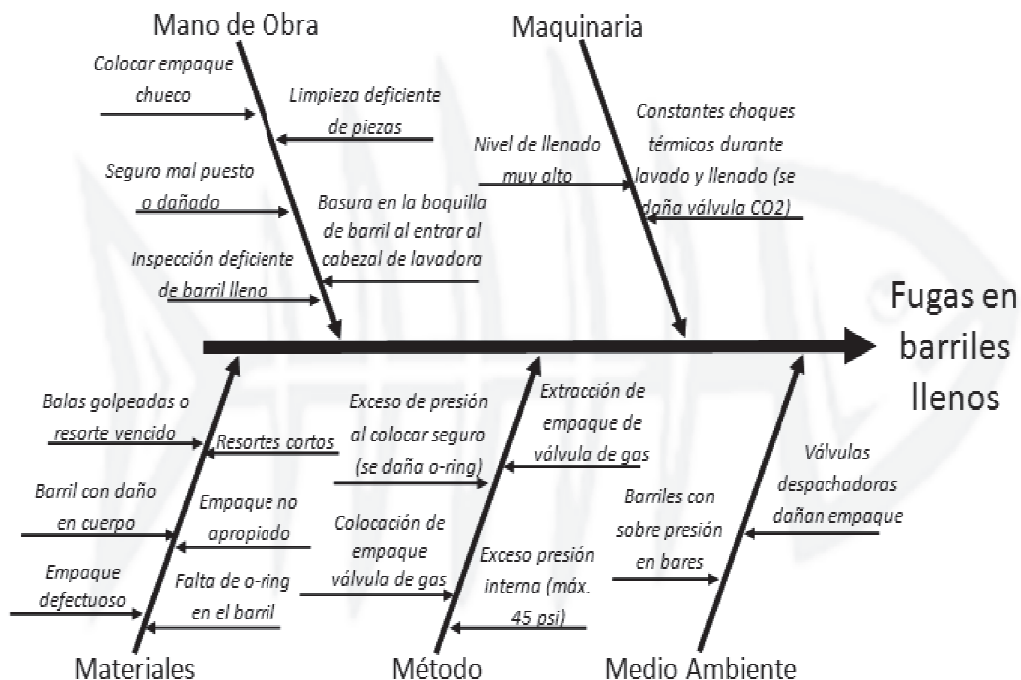 Mano de Obra
Colocar empaque
chueco
Limpieza deficiente
de piezas
Seguro mal puesto
o dañado
Basura en la boquilla
de barril al entrar al
cabezal de lavadora
Inspección deficiente
de barril lleno
Maquinaria
Nivel de llenado
muy alto
Constantes choques
térmicos durante
lavado y llenado (se
daña válvula CO2)
Fugas en
barriles
llenos
Balas golpeadas o
resorte vencido
Resortes cortos
Barril con daño
en cuerpo
Empaque no
apropiado
Empaque
defectuoso
Falta de o-ring
en el barril
Materiales
Exceso de presión
al colocar seguro
(se daña o-ring)
Extracción de
empaque de
válvula de gas
Colocación de
empaque
válvula de gas
Exceso presión
interna (máx.
45 psi)
Método
Válvulas
despachadoras
dañan empaque
Barriles con
sobre presión
en bares
Medio Ambiente